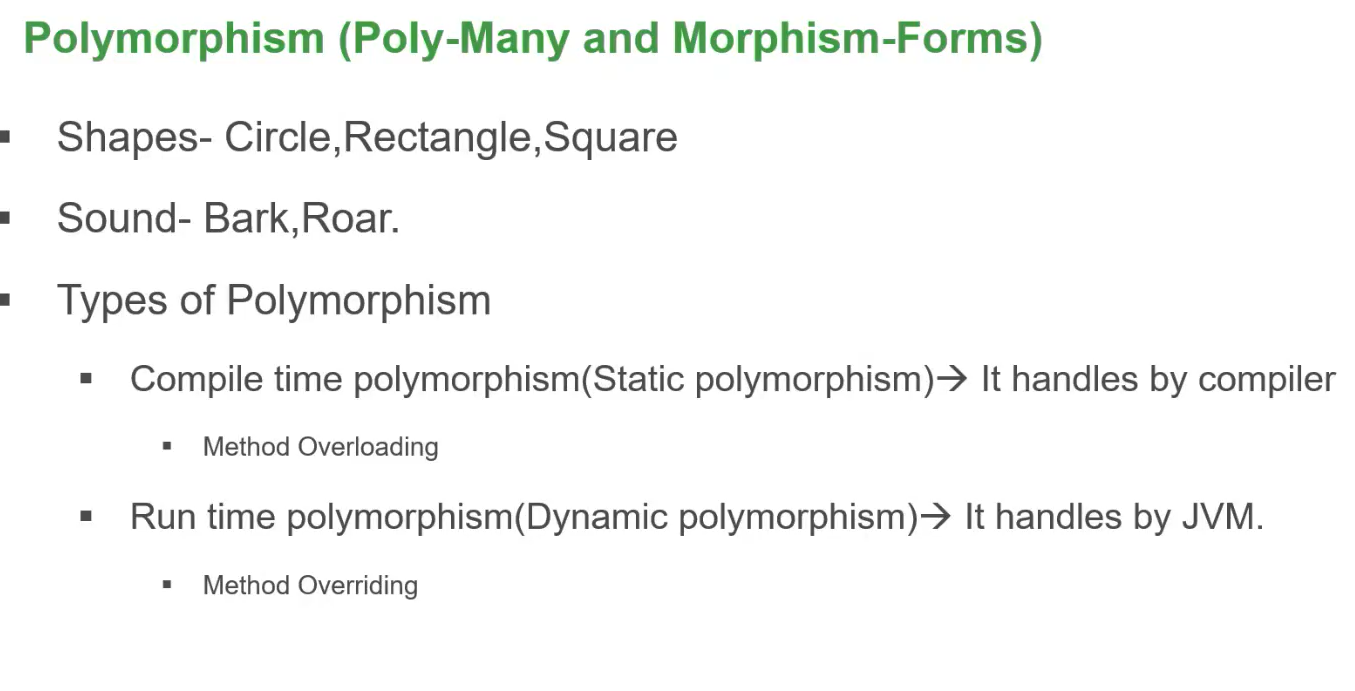 Polymorphism (Poly-Many and Morphism-Forms)
▪ Shapes- Circle,Rectangle,Square
▪ Sound- Bark,Roar.
▪ Types of Polymorphism
▪ Compile time polymorphism(Static polymorphism)→ It handles by compiler
▪ Method Overloading
▪ Run time polymorphism(Dynamic polymorphism)→ It handles by JVM.
▪ Method Overriding